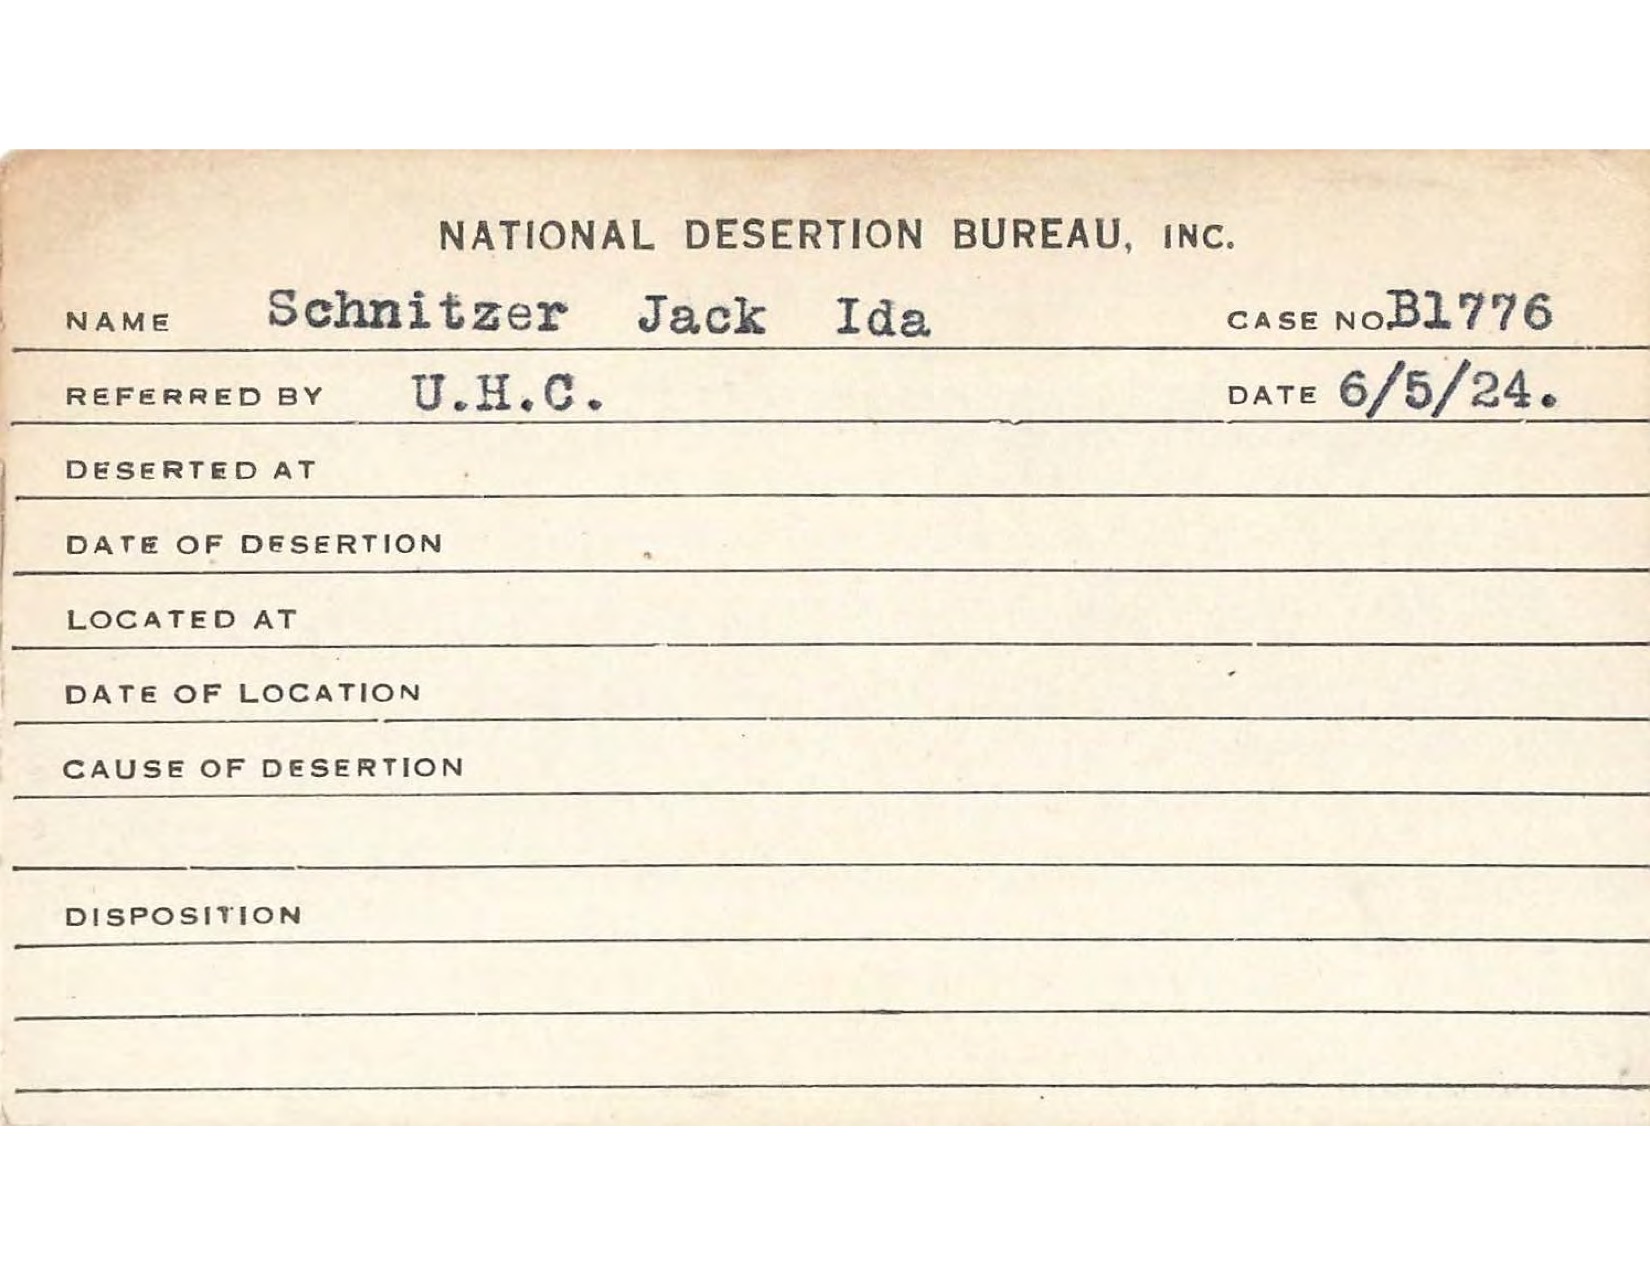 NATIONAL DESERTION BUREAU, INC.
NAME Schnitzer Jack Ida CASE NO. B1776
REFERRED BY U.H.C. DATE 6/5/24.
DESERTED AT
DATE OF DESERTION
LOCATED AT
DATE OF LOCATION
CAUSE OF DESERTION
DISPOSITION